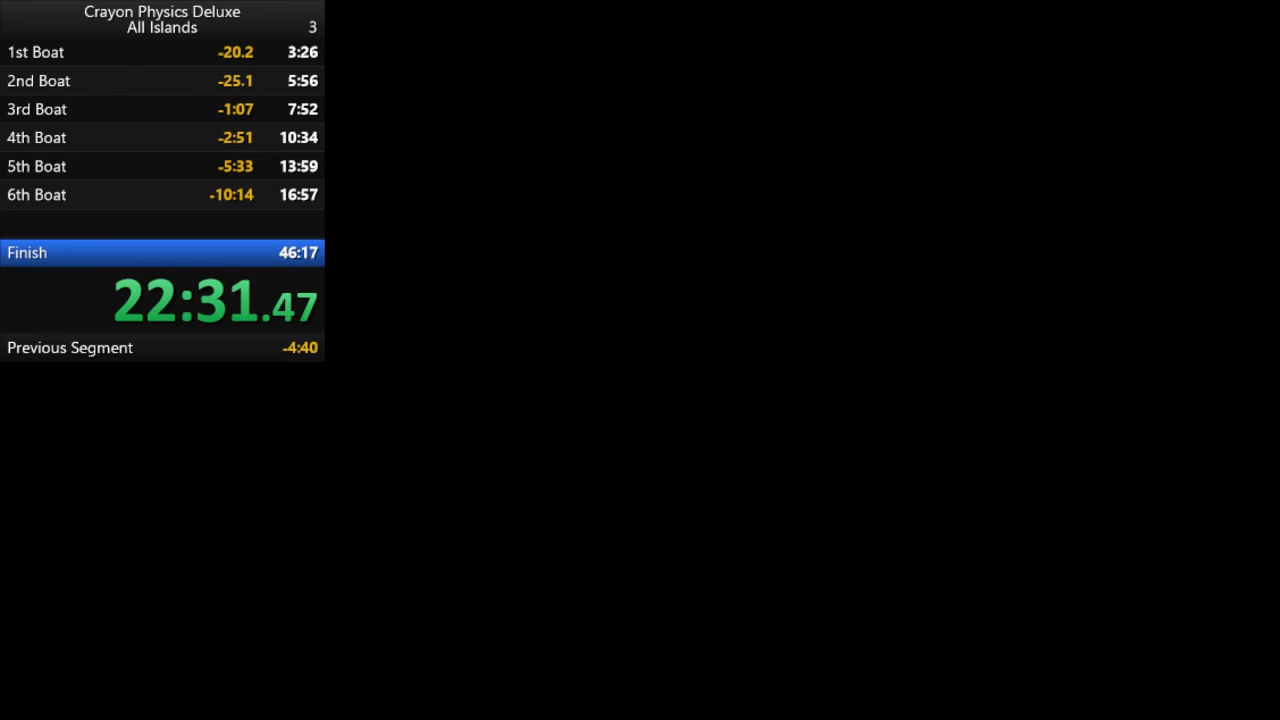 Crayon Physics Deluxe
All Islands 3
1st Boat -20.2 3:26
2nd Boat -25.1 5:56
3rd Boat -1:07 7:52
4th Boat -2:51 10:34
5th Boat -5:33 13:59
6th Boat -10:14 16:57
Finish 46:17
22:31.47
Previous Segment -4:40